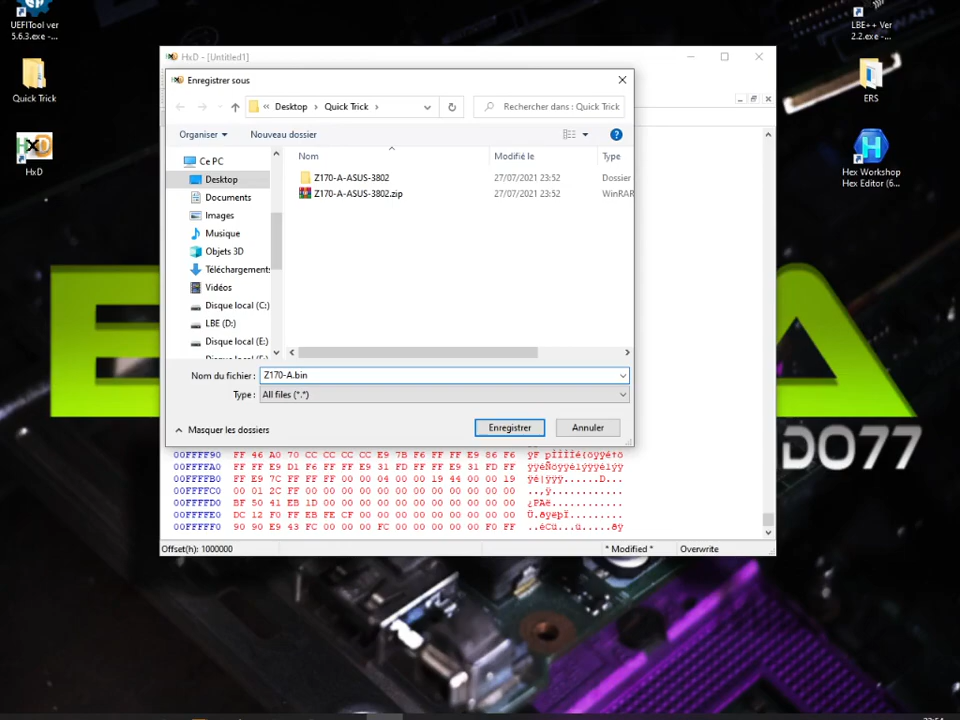 UEFITool ver
5.6.3.exe -...
LBE++ Ver
2.2.exe -...
Quick Trick
ERS
HxD
Hex Workshop
Hex Editor (6...
HxD - [Untitled1]
Enregistrer sous
« Desktop › Quick Trick ›
Rechercher dans : Quick Trick
Organiser
Nouveau dossier
Nom
Modifié le
Type
Ce PC
Desktop
Documents
Images
Musique
Objets 3D
Téléchargements
Vidéos
Disque local (C:)
LBE (D:)
Disque local (E:)
Z170-A-ASUS-3802 27/07/2021 23:52 Dossier
Z170-A-ASUS-3802.zip 27/07/2021 23:52 WinRAR
Nom du fichier : Z170-A.bin
Type : All files (*.*)
Masquer les dossiers
Enregistrer
Annuler
00FFFF90 FF 46 A0 70 CC CC CC CC E9 7B F6 FF FF E9 86 F6
00FFFFA0 FF FF E9 D1 F6 FF FF E9 31 FD FF FF E9 31 FD FF
00FFFFB0 FF E9 7C FF FF FF 00 00 04 00 00 19 44 00 00 19
00FFFFC0 00 01 2C FF 00 00 00 00 00 00 00 00 00 00 00 00
00FFFFD0 BF 50 41 EB 1D 00 00 00 00 00 00 00 00 00 00 00
00FFFFE0 DC 12 F0 FF EB FE CF 00 00 00 00 00 00 00 00 00
00FFFFF0 90 90 E9 43 FC 00 00 00 FC 00 00 00 00 00 F0 FF
Offset(h): 1000000
* Modified *
Overwrite
DO77